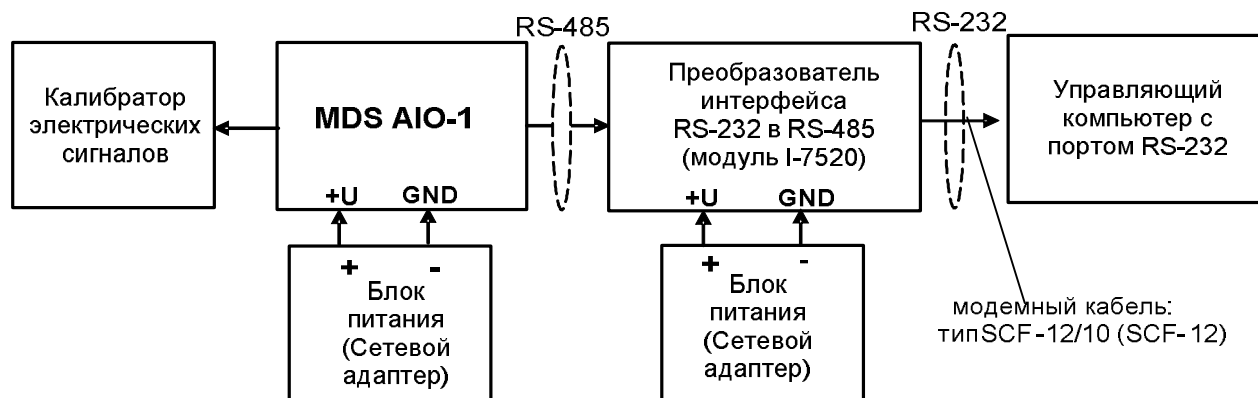 RS-485
RS-232
Калибратор
электрических
сигналов
MDS AIO-1
+U GND
Преобразователь
интерфейса
RS-232 в RS-485
(модуль I-7520)
+U GND
Управляющий
компьютер с
портом RS-232
+ -
Блок
питания
(Сетевой
адаптер)
+ -
Блок
питания
(Сетевой
адаптер)
модемный кабель:
тип SCF-12/10 (SCF-12)